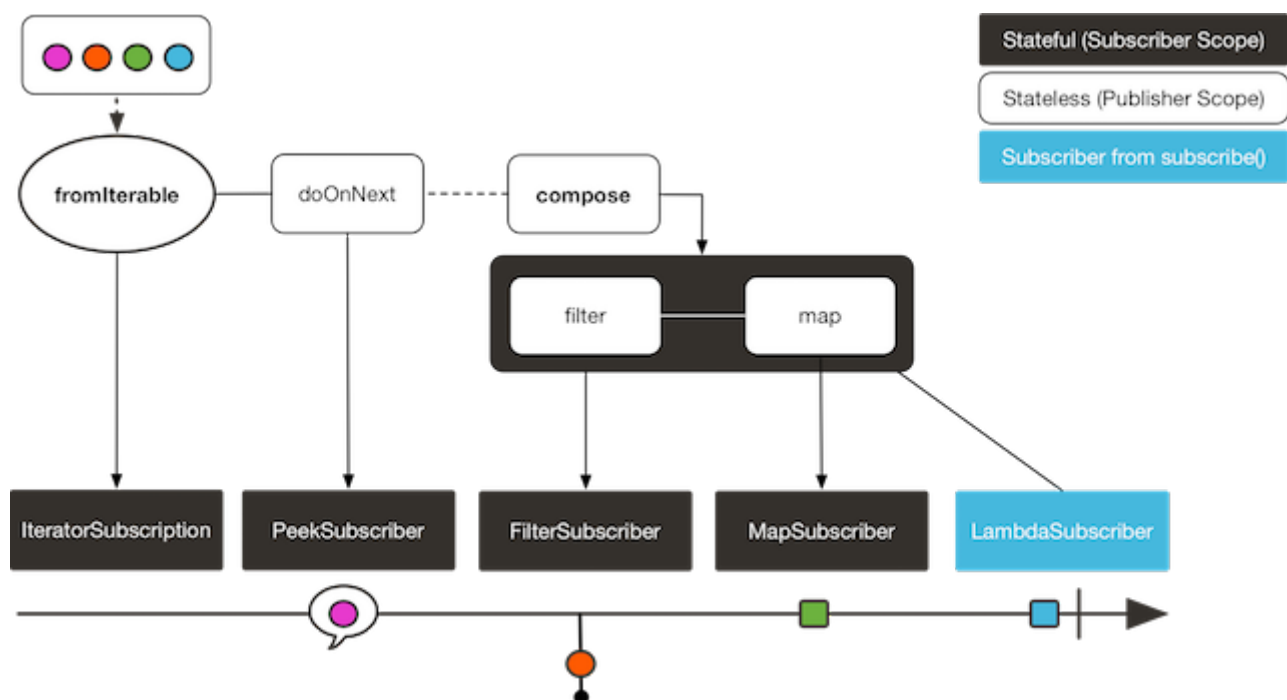 Stateful (Subscriber Scope)
Stateless (Publisher Scope)
Subscriber from subscribe()
fromIterable
doOnNext
compose
filter
map
IteratorSubscription
PeekSubscriber
FilterSubscriber
MapSubscriber
LambdaSubscriber